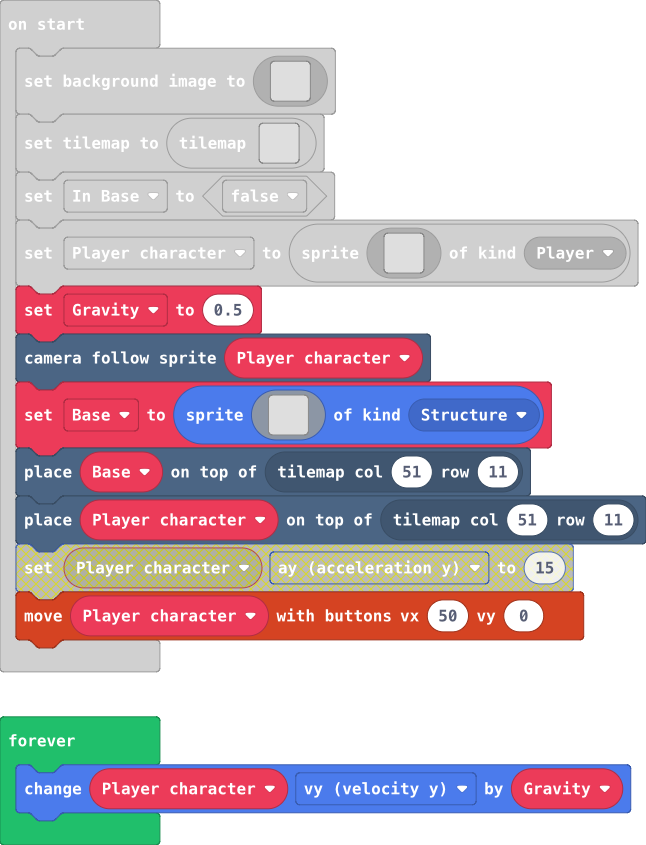 on start
set background image to
set tilemap to tilemap
set In Base to false
set Player character to sprite of kind Player
set Gravity to 0.5
camera follow sprite Player character
set Base to sprite of kind Structure
place Base on top of tilemap col 51 row 11
place Player character on top of tilemap col 51 row 11
set Player character ay (acceleration y) to 15
move Player character with buttons vx 50 vy 0
forever
change Player character vy (velocity y) by Gravity